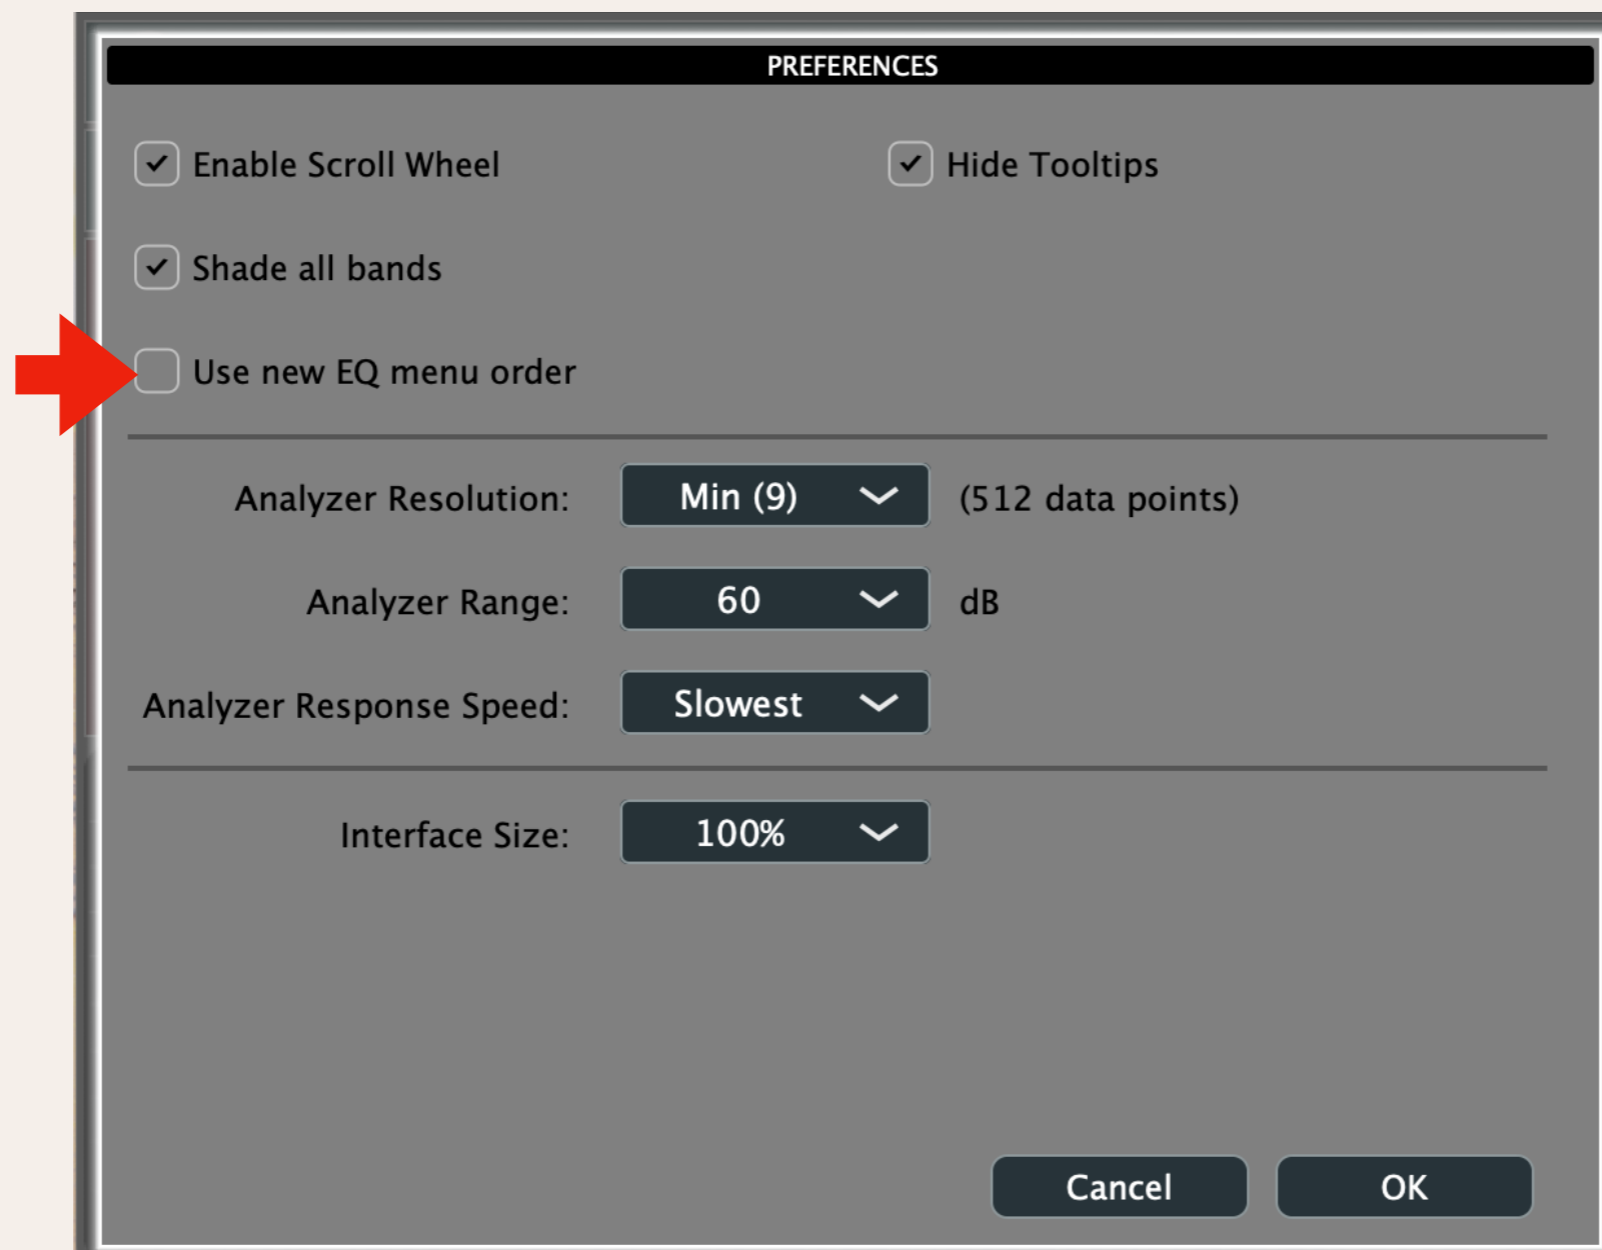 PREFERENCES
Enable Scroll Wheel
Hide Tooltips
Shade all bands
Use new EQ menu order
Analyzer Resolution: Min (9) (512 data points)
Analyzer Range: 60 dB
Analyzer Response Speed: Slowest
Interface Size: 100%
Cancel OK